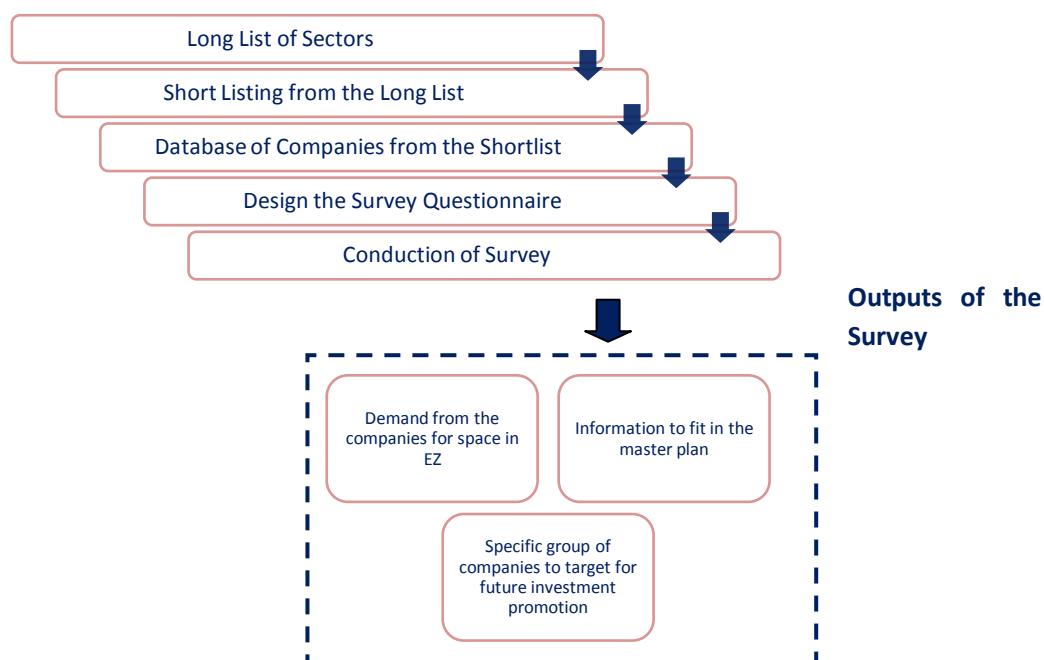 Long List of Sectors
Short Listing from the Long List
Database of Companies from the Shortlist
Design the Survey Questionnaire
Conduction of Survey
Outputs of the
Survey
Demand from the
companies for space in
EZ
Information to fit in the
master plan
Specific group of
companies to target for
future investment
promotion